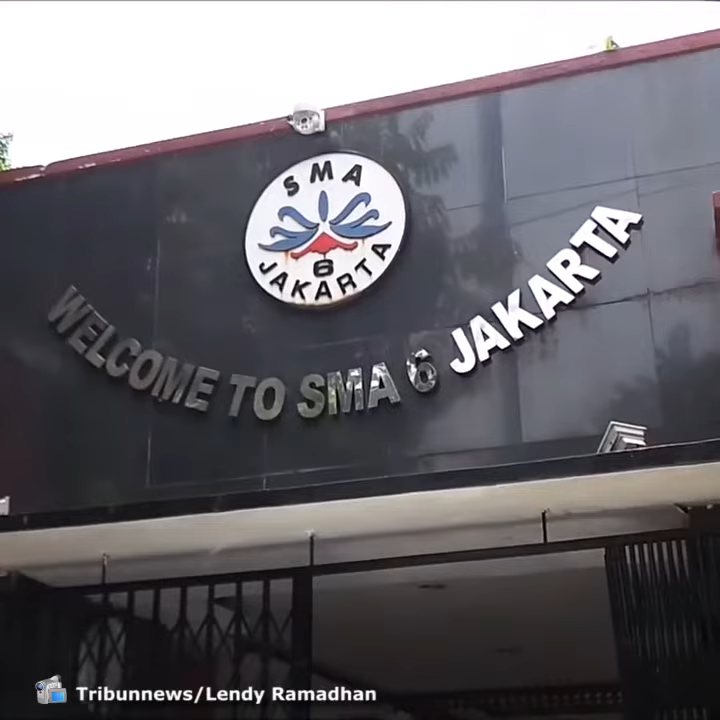 SMA
6
JAKARTA
WELCOME TO SMA 6 JAKARTA
Tribunnews/Lendy Ramadhan